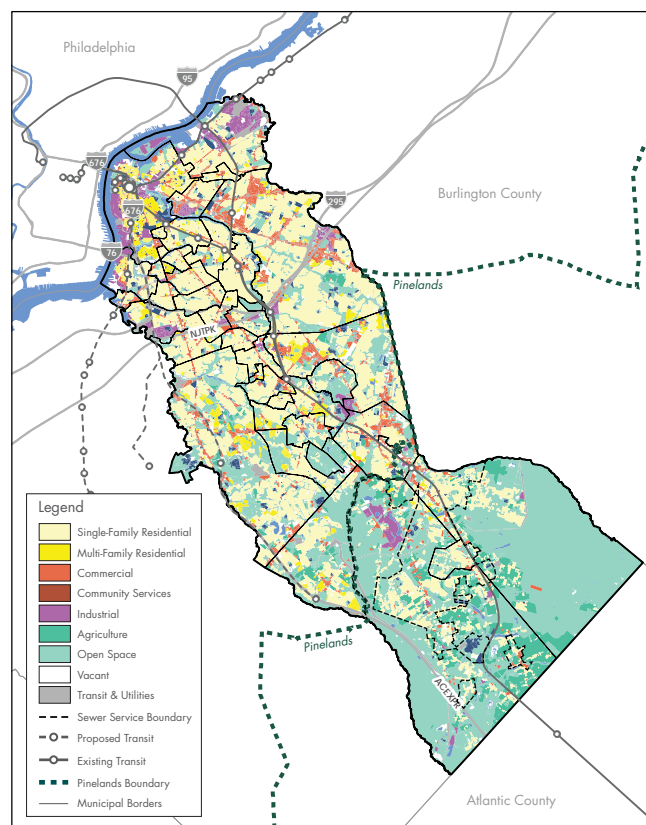 Philadelphia
95
676
Burlington County
295
676
76
Pinelands
NJTPK
Legend
Single-Family Residential
Multi-Family Residential
Commercial
Community Services
Industrial
Agriculture
Open Space
Vacant
Transit & Utilities
Sewer Service Boundary
Proposed Transit
Existing Transit
Pinelands Boundary
Municipal Borders
Pinelands
ACEXPR
Atlantic County